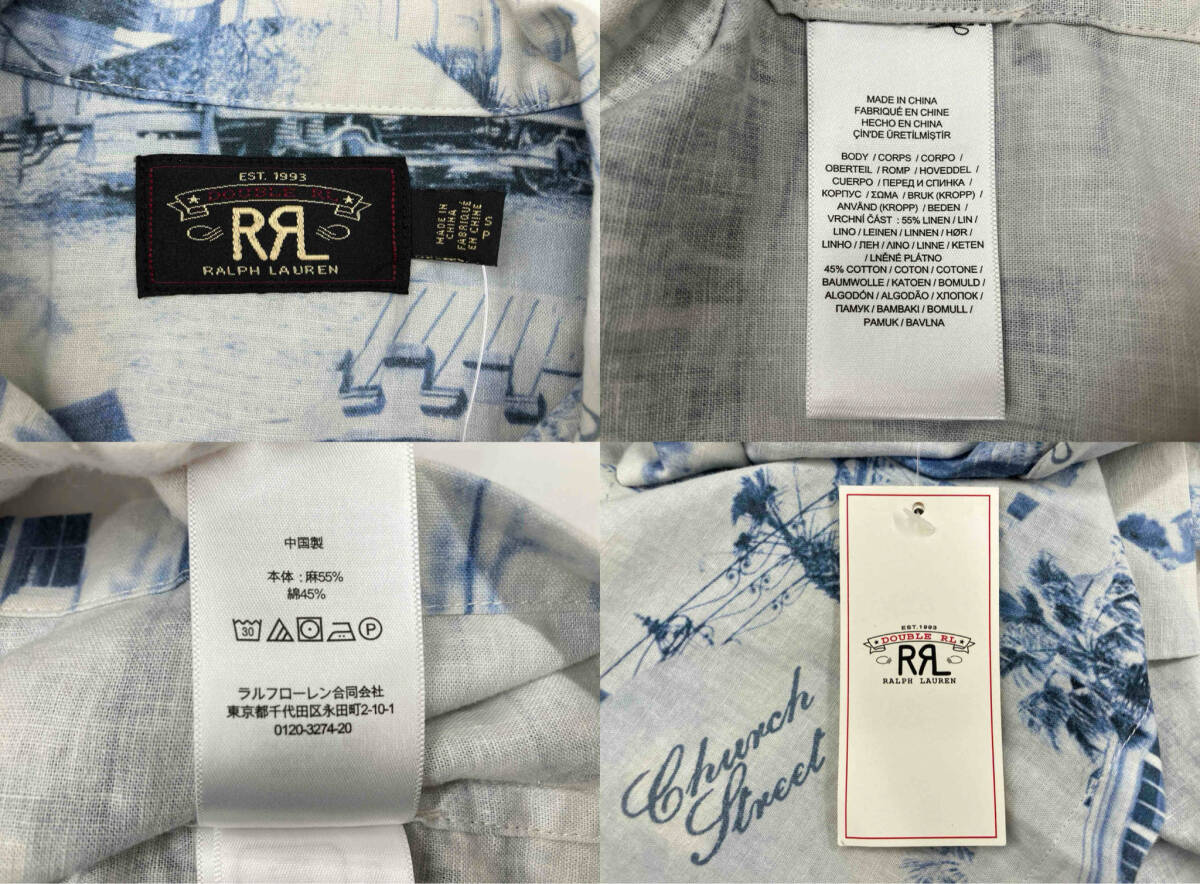 EST. 1993
DOUBLE RL
RRL
RALPH LAUREN
MADE IN
CHINA
FABRIQUÉ
EN CHINE
S
P
MADE IN CHINA
FABRIQUÉ EN CHINE
HECHO EN CHINA
ÇİN'DE ÜRETİLMİŞTİR
BODY / CORPS / CORPO /
OBERTEIL / ROMP / HOVEDDEL /
CUERPO / ПЕРЕД И СПИНКА /
КОРПУС / ΣΩΜΑ / BRUK (KROPP) /
ANVÄND (KROPP) / BEDEN /
VRCHNÍ ČÁST : 55% LINEN / LIN /
LINO / LEINEN / LINNEN / HØR /
LINHO / ЛЕН / ΛΙΝΟ / LINNE / KETEN
/ LNĚNÉ PLÁTNO
45% COTTON / COTON / COTONE /
BAUMWOLLE / KATOEN / BOMULD /
ALGODÓN / ALGODÃO / ХЛОПОК /
ПАМУК / ΒΑΜΒΑΚΙ / BOMULL /
PAMUK / BAVLNA
中国製
本体 : 麻55%
綿45%
30
P
ラルフローレン合同会社
東京都千代田区永田町2-10-1
0120-3274-20
EST. 1993
DOUBLE RL
RRL
RALPH LAUREN
Church
Street